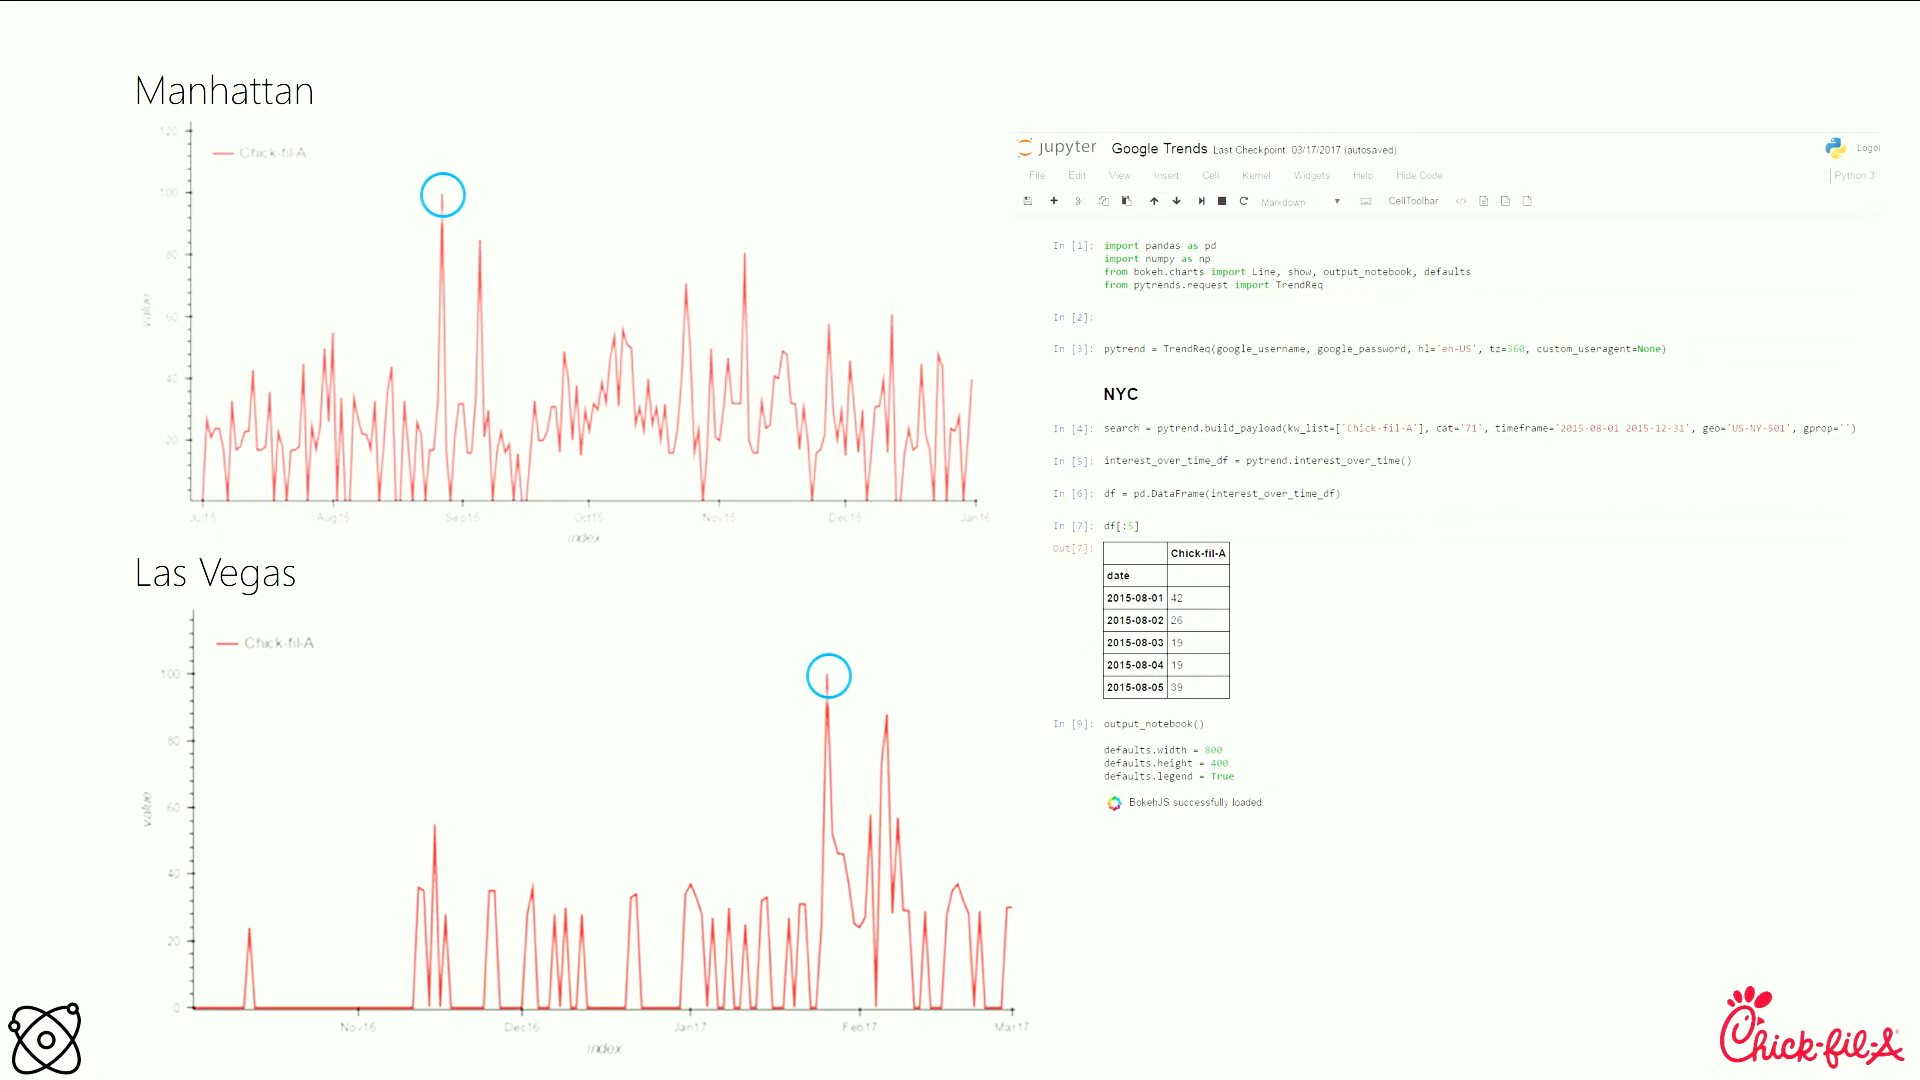 Manhattan
120
100
80
60
40
20
value
Chick-fil-A
Jul15
Aug15
Sep15
Oct15
Nov15
Dec15
Jan16
index
Las Vegas
100
80
60
40
20
0
value
Chick-fil-A
Nov16
Dec16
Jan17
Feb17
Mar17
index
jupyter Google Trends Last Checkpoint 03/17/2017 (autosaved)
File Edit View Insert Cell Kernel Widgets Help Hide Code
Python 3
Markdown
CellToolbar
In [1]: import pandas as pd
import numpy as np
from bokeh.charts import Line, show, output_notebook, defaults
from pytrends.request import TrendReq
In [2]:
In [3]: pytrend = TrendReq(google_username, google_password, hl='en-US', tz=360, custom_useragent=None)
NYC
In [4]: search = pytrend.build_payload(kw_list=['Chick-fil-A'], cat='71', timeframe='2015-08-01 2015-12-31', geo='US-NY-501', gprop='')
In [5]: interest_over_time_df = pytrend.interest_over_time()
In [6]: df = pd.DataFrame(interest_over_time_df)
In [7]: df[:5]
Out[7]:
Chick-fil-A
date
2015-08-01 42
2015-08-02 26
2015-08-03 19
2015-08-04 19
2015-08-05 39
In [9]: output_notebook()
defaults.width = 800
defaults.height = 400
defaults.legend = True
BokehJS successfully loaded.
Chick-fil-A